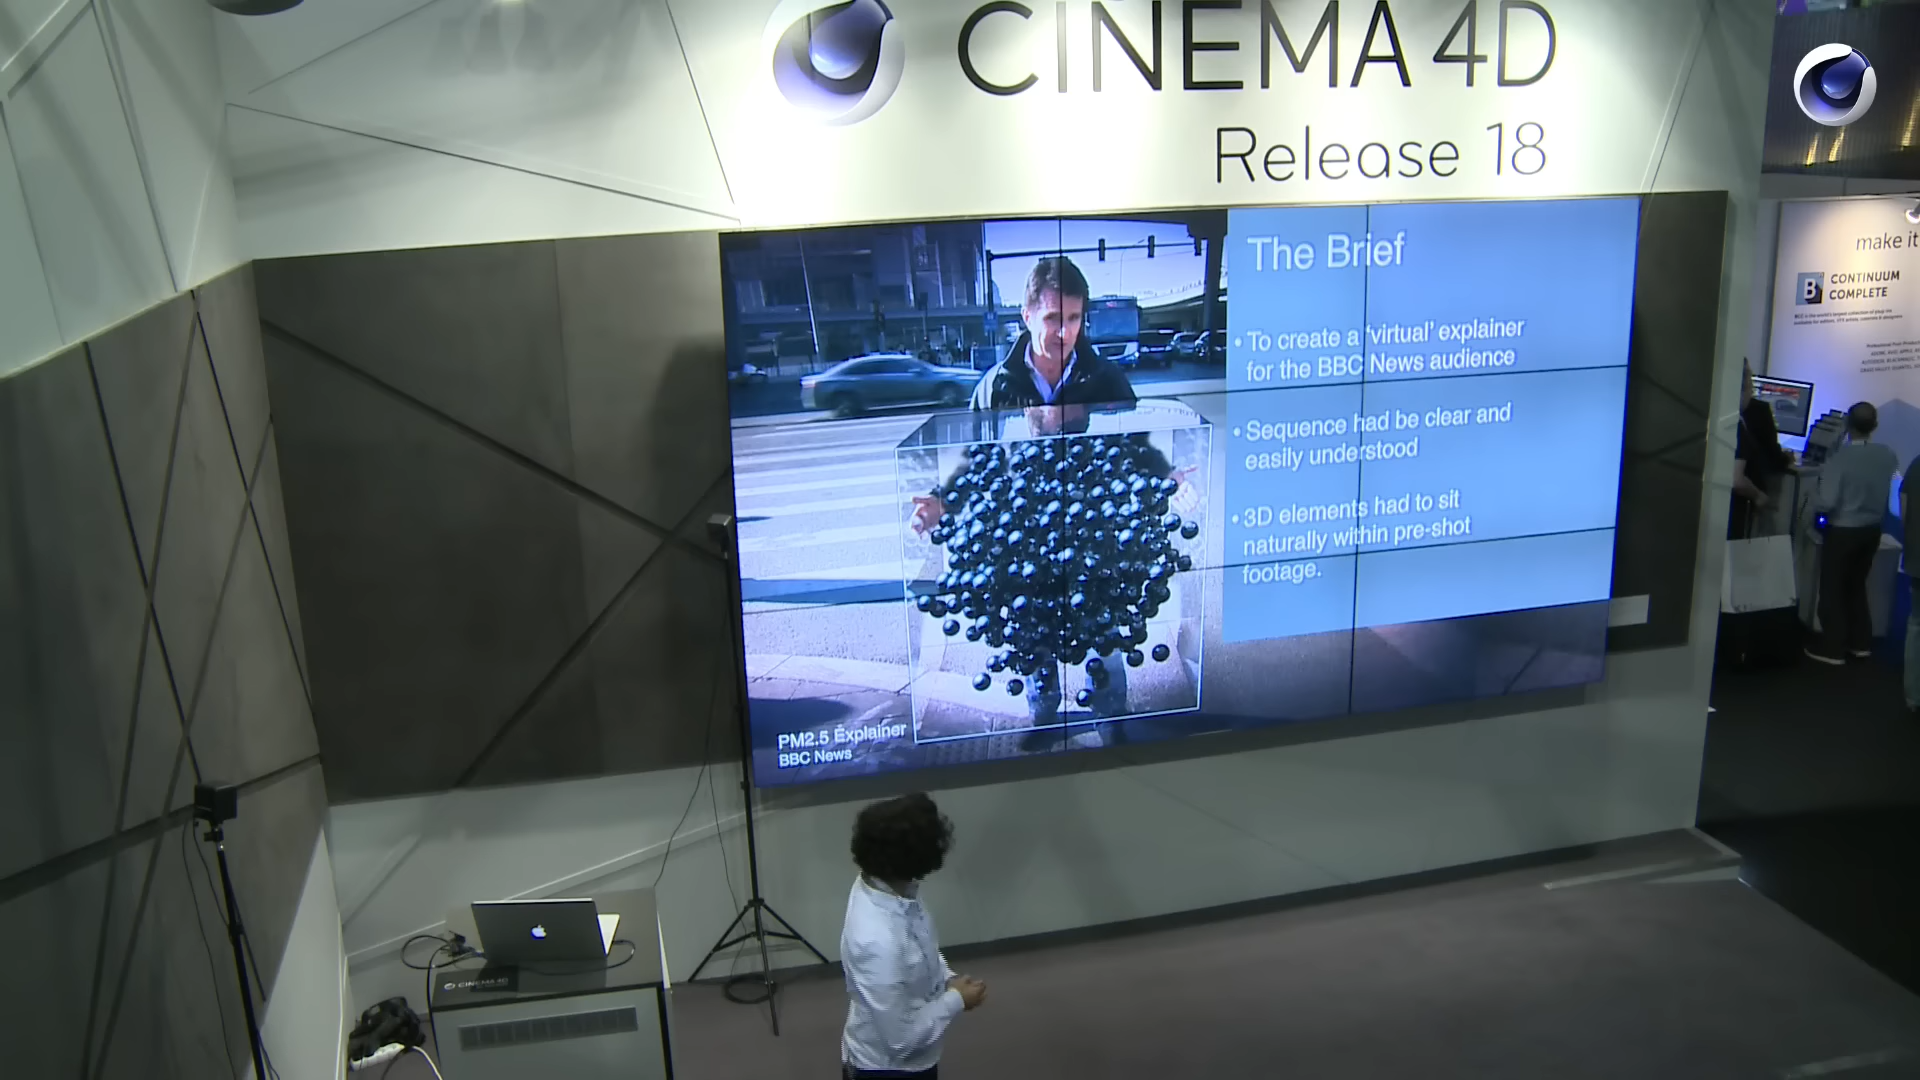 CINEMA 4D
Release 18
The Brief
• To create a 'virtual' explainer
for the BBC News audience
• Sequence had be clear and
easily understood
• 3D elements had to sit
naturally within pre-shot
footage.
PM2.5 Explainer
BBC News
make it
B CONTINUUM
COMPLETE
CINEMA 4D